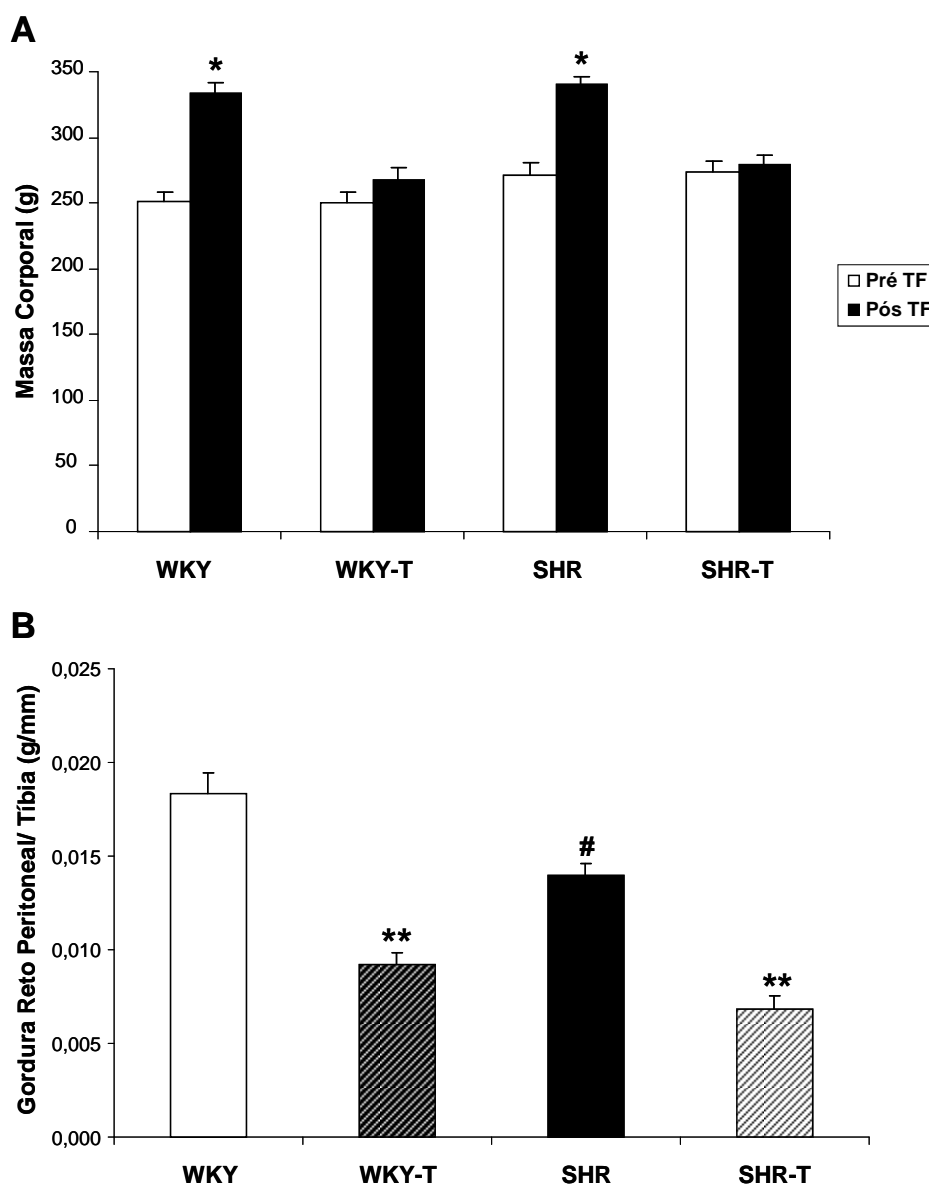 A
Massa Corporal (g)
350
300
250
200
250
200
150
100
50
0
*
*
WKY
WKY-T
SHR
SHR-T
Pré TF
Pós TF
B
Gordura Reto Peritoneal/ Tíbia (g/mm)
0,025
0,020
0,015
0,010
0,005
0,000
**
#
**
WKY
WKY-T
SHR
SHR-T